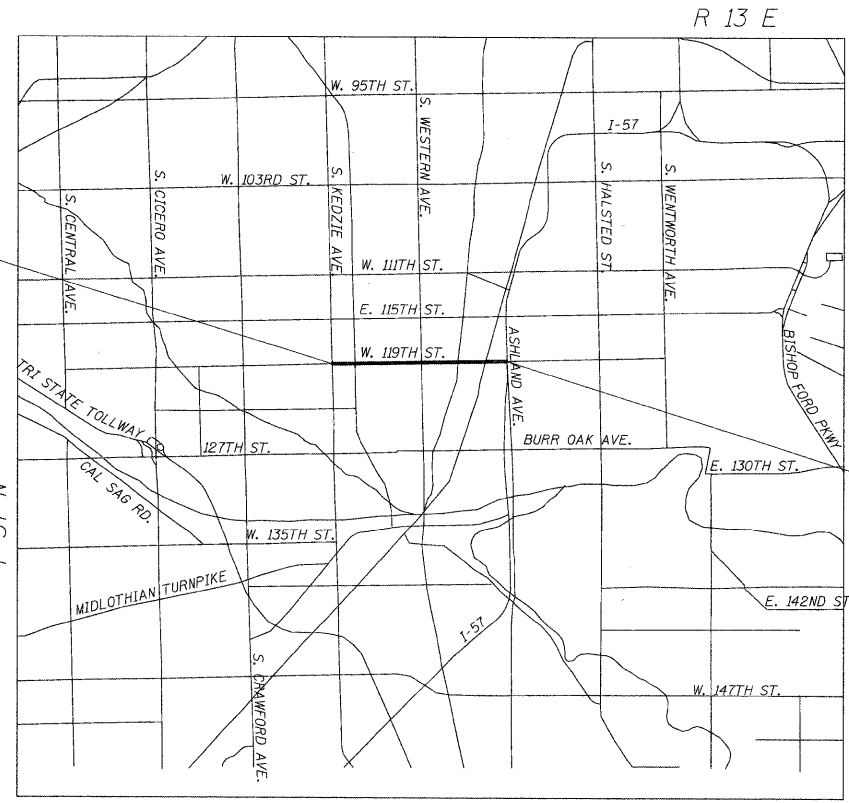 R 13 E
W. 95TH ST.
I-57
S. WESTERN AVE.
W. 103RD ST.
S. CENTRAL AVE.
S. CICERO AVE.
S. KEDZIE AVE.
S. HALSTED ST.
S. WENTWORTH AVE.
W. 111TH ST.
E. 115TH ST.
W. 119TH ST.
ASHLAND AVE.
BISHOP FORD PKWY
TRI STATE TOLLWAY
127TH ST.
BURR OAK AVE.
E. 130TH ST.
CAL SAG RD.
W. 135TH ST.
MIDLOTHIAN TURNPIKE
E. 142ND ST
I-57
S. CRAWFORD AVE.
W. 147TH ST.